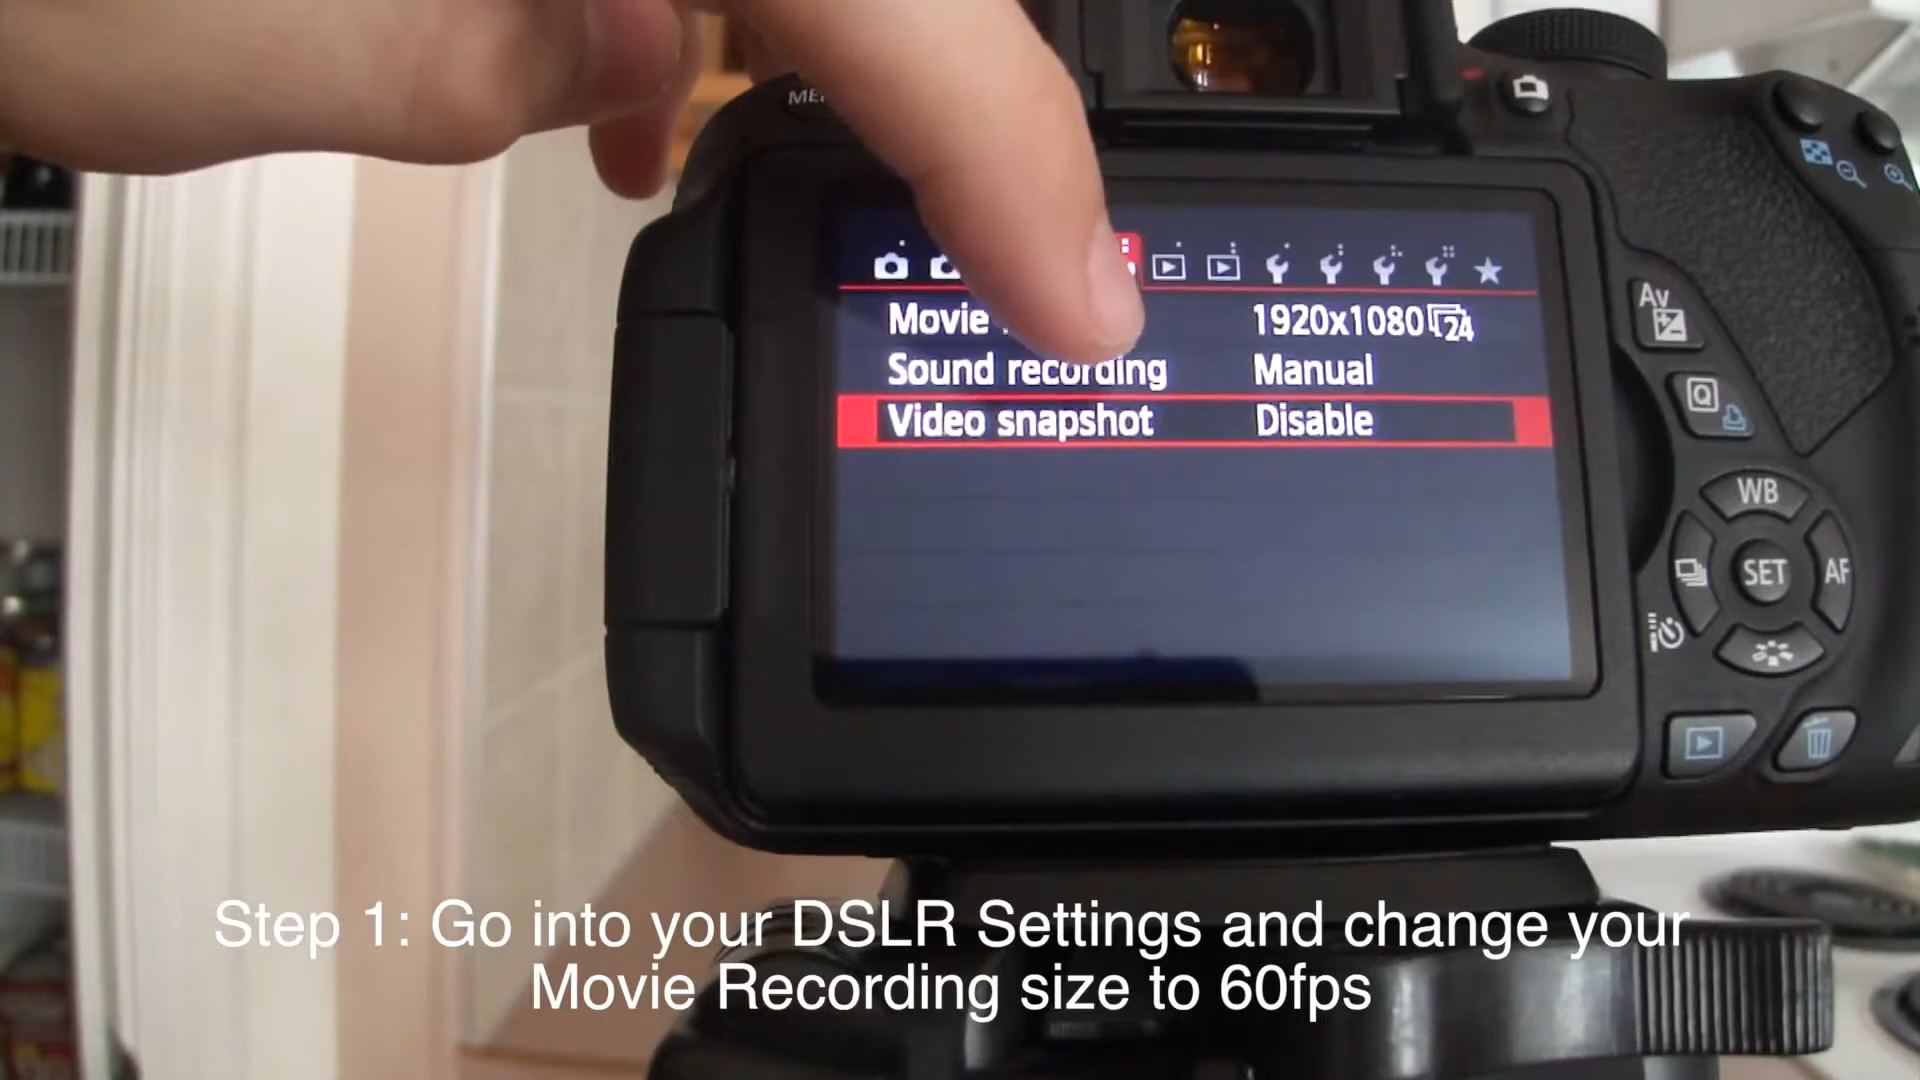 Movie
1920x1080 24
Sound recording
Manual
Video snapshot
Disable
Av
Q
WB
SET
AF
Step 1: Go into your DSLR Settings and change your
Movie Recording size to 60fps